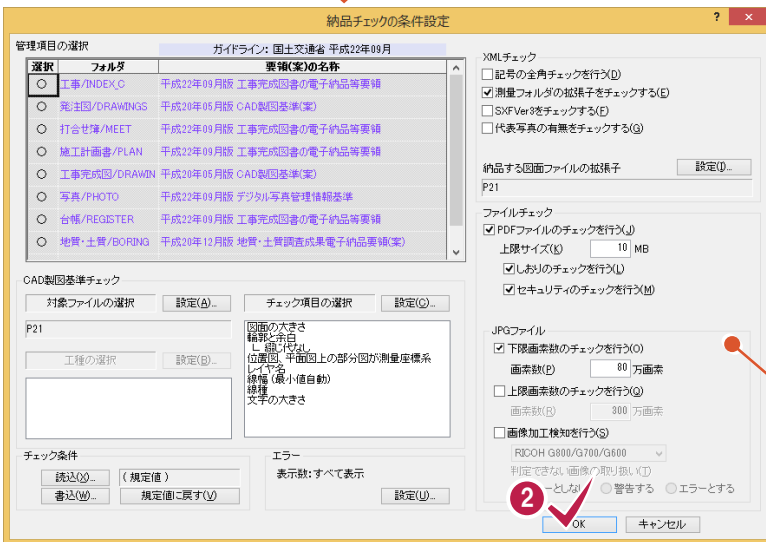 納品チェックの条件設定
? ×
管理項目の選択
ガイドライン: 国土交通省 平成22年09月
選択 フォルダ 要領(案)の名称
工事/INDEX_C 平成22年09月版 工事完成図書の電子納品等要領
発注図/DRAWINGS 平成20年05月版 CAD製図基準(案)
打合せ簿/MEET 平成22年09月版 工事完成図書の電子納品等要領
施工計画書/PLAN 平成22年09月版 工事完成図書の電子納品等要領
工事完成図/DRAWIN 平成20年05月版 CAD製図基準(案)
写真/PHOTO 平成22年09月版 デジタル写真管理情報基準
台帳/REGISTER 平成22年09月版 工事完成図書の電子納品等要領
地質・土質/BORING 平成20年12月版 地質・土質調査成果電子納品要領(案)
CAD製図基準チェック
対象ファイルの選択 設定(A)... チェック項目の選択 設定(C)...
P21
工種の選択 設定(B)...
図面の大きさ
輪郭と余白
∟ 綴じ代なし
位置図、平面図上の部分図が測量座標系
レイヤ名
線幅 (最小値自動)
線種
文字の大きさ
チェック条件
読込(X)... (規定値)
書込(W)... 規定値に戻す(V)
エラー
表示数: すべて表示
設定(U)...
XMLチェック
記号の全角チェックを行う(D)
測量フォルダの拡張子をチェックする(E)
SXFVer3をチェックする(F)
代表写真の有無をチェックする(G)
納品する図面ファイルの拡張子 設定(I)...
P21
ファイルチェック
PDFファイルのチェックを行う(J)
上限サイズ(K) 10 MB
しおりのチェックを行う(L)
セキュリティのチェックを行う(M)
JPGファイル
下限画素数のチェックを行う(O)
画素数(P) 80 万画素
上限画素数のチェックを行う(Q)
画素数(R) 300 万画素
画像加工検知を行う(S)
RICOH G800/G700/G600
判定できない画像の取り扱い(T)
ーとしない 警告する エラーとする
2
OK キャンセル